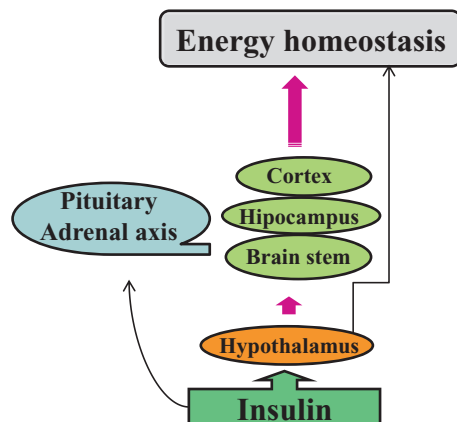 Energy homeostasis
Cortex
Pituitary
Adrenal axis
Hipocampus
Brain stem
Hypothalamus
Insulin